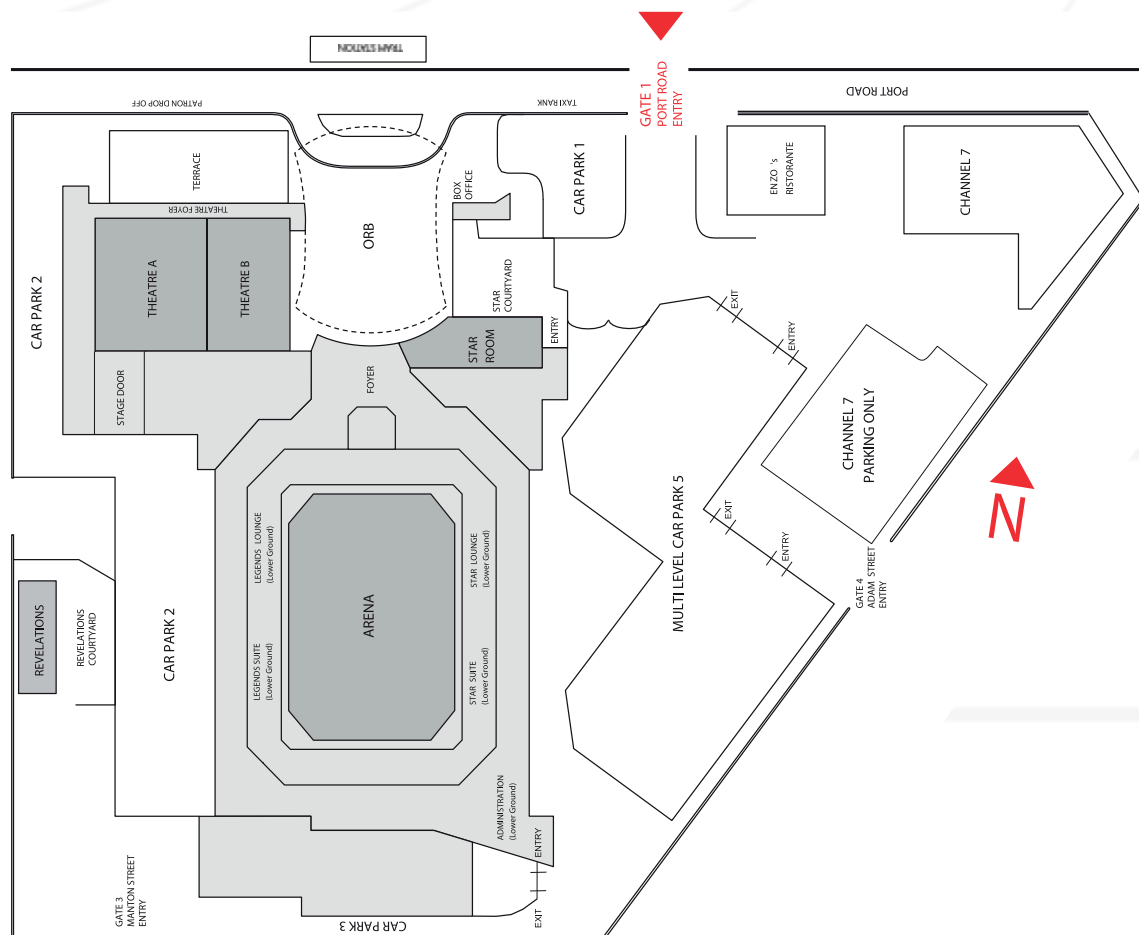 TRAM STATION
GATE 1
PORT ROAD
ENTRY
PATRON DROP OFF
TAXI RANK
PORT ROAD
TERRACE
THEATRE FOYER
BOX
OFFICE
CAR PARK 1
ENZO 's
RISTORANTE
CHANNEL 7
ORB
CAR PARK 2
THEATRE A
THEATRE B
STAR
COURTYARD
STAR
ROOM
ENTRY
EXIT
ENTRY
STAGE DOOR
FOYER
CHANNEL 7
PARKING ONLY
MULTI LEVEL CAR PARK 5
EXIT
ENTRY
N
GATE 4
ADAM STREET
ENTRY
LEGENDS LOUNGE
(Lower Ground)
STAR LOUNGE
(Lower Ground)
ARENA
LEGENDS SUITE
(Lower Ground)
STAR SUITE
(Lower Ground)
REVELATIONS
REVELATIONS
COURTYARD
CAR PARK 2
ADMINISTRATION
(Lower Ground)
ENTRY
EXIT
GATE 3
MANTON STREET
ENTRY
CAR PARK 3